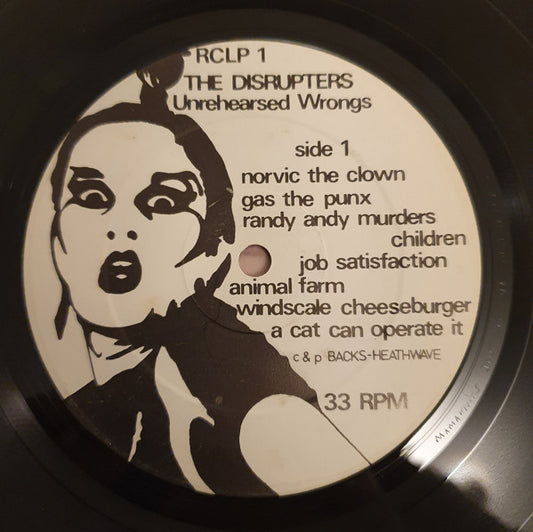 RCLP 1
THE DISRUPTERS
Unrehearsed Wrongs
side 1
norvic the clown
gas the punx
randy andy murders
children
job satisfaction
animal farm
windscale cheeseburger
a cat can operate it
c & p BACKS-HEATHWAVE
33 RPM